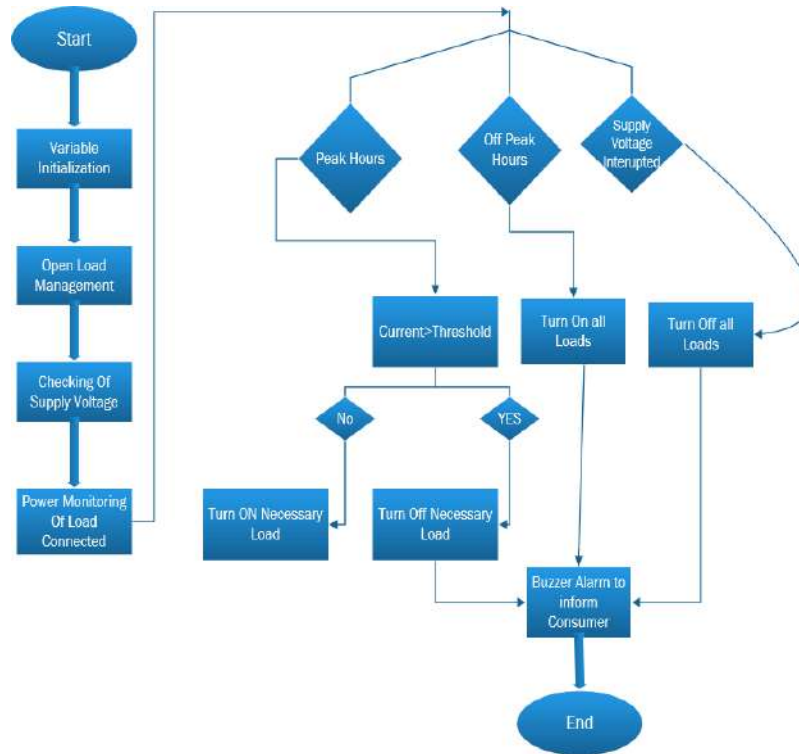 Start
Variable
Initialization
Open Load
Management
Checking Of
Supply Voltage
Power Monitoring
Of Load
Connected
Peak Hours
Off Peak
Hours
Supply
Voltage
Interupted
Current>Threshold
Turn On all
Loads
Turn Off all
Loads
No
YES
Turn ON Necessary
Load
Turn Off Necessary
Load
Buzzer Alarm to
inform
Consumer
End